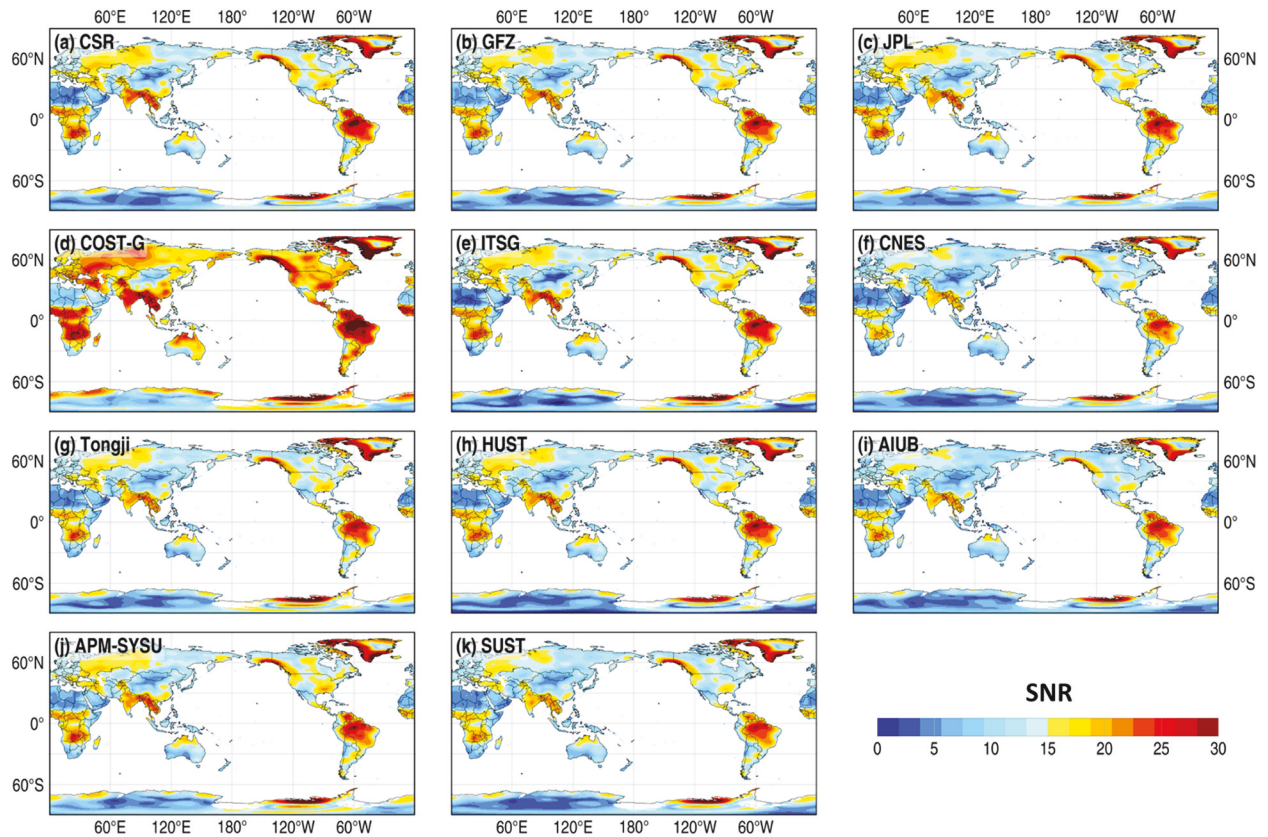 60°E 120°E 180° 120°W 60°W 60°E 120°E 180° 120°W 60°W 60°E 120°E 180° 120°W 60°W
(a) CSR (b) GFZ (c) JPL
60°N 60°N
0° 0°
60°S 60°S
(d) COST-G (e) ITSG (f) CNES
60°N 60°N
0° 0°
60°S 60°S
(g) Tongji (h) HUST (i) AIUB
60°N 60°N
0° 0°
60°S 60°S
(j) APM-SYSU (k) SUST
60°N
0°
60°S
60°E 120°E 180° 120°W 60°W 60°E 120°E 180° 120°W 60°W
SNR
0 5 10 15 20 25 30